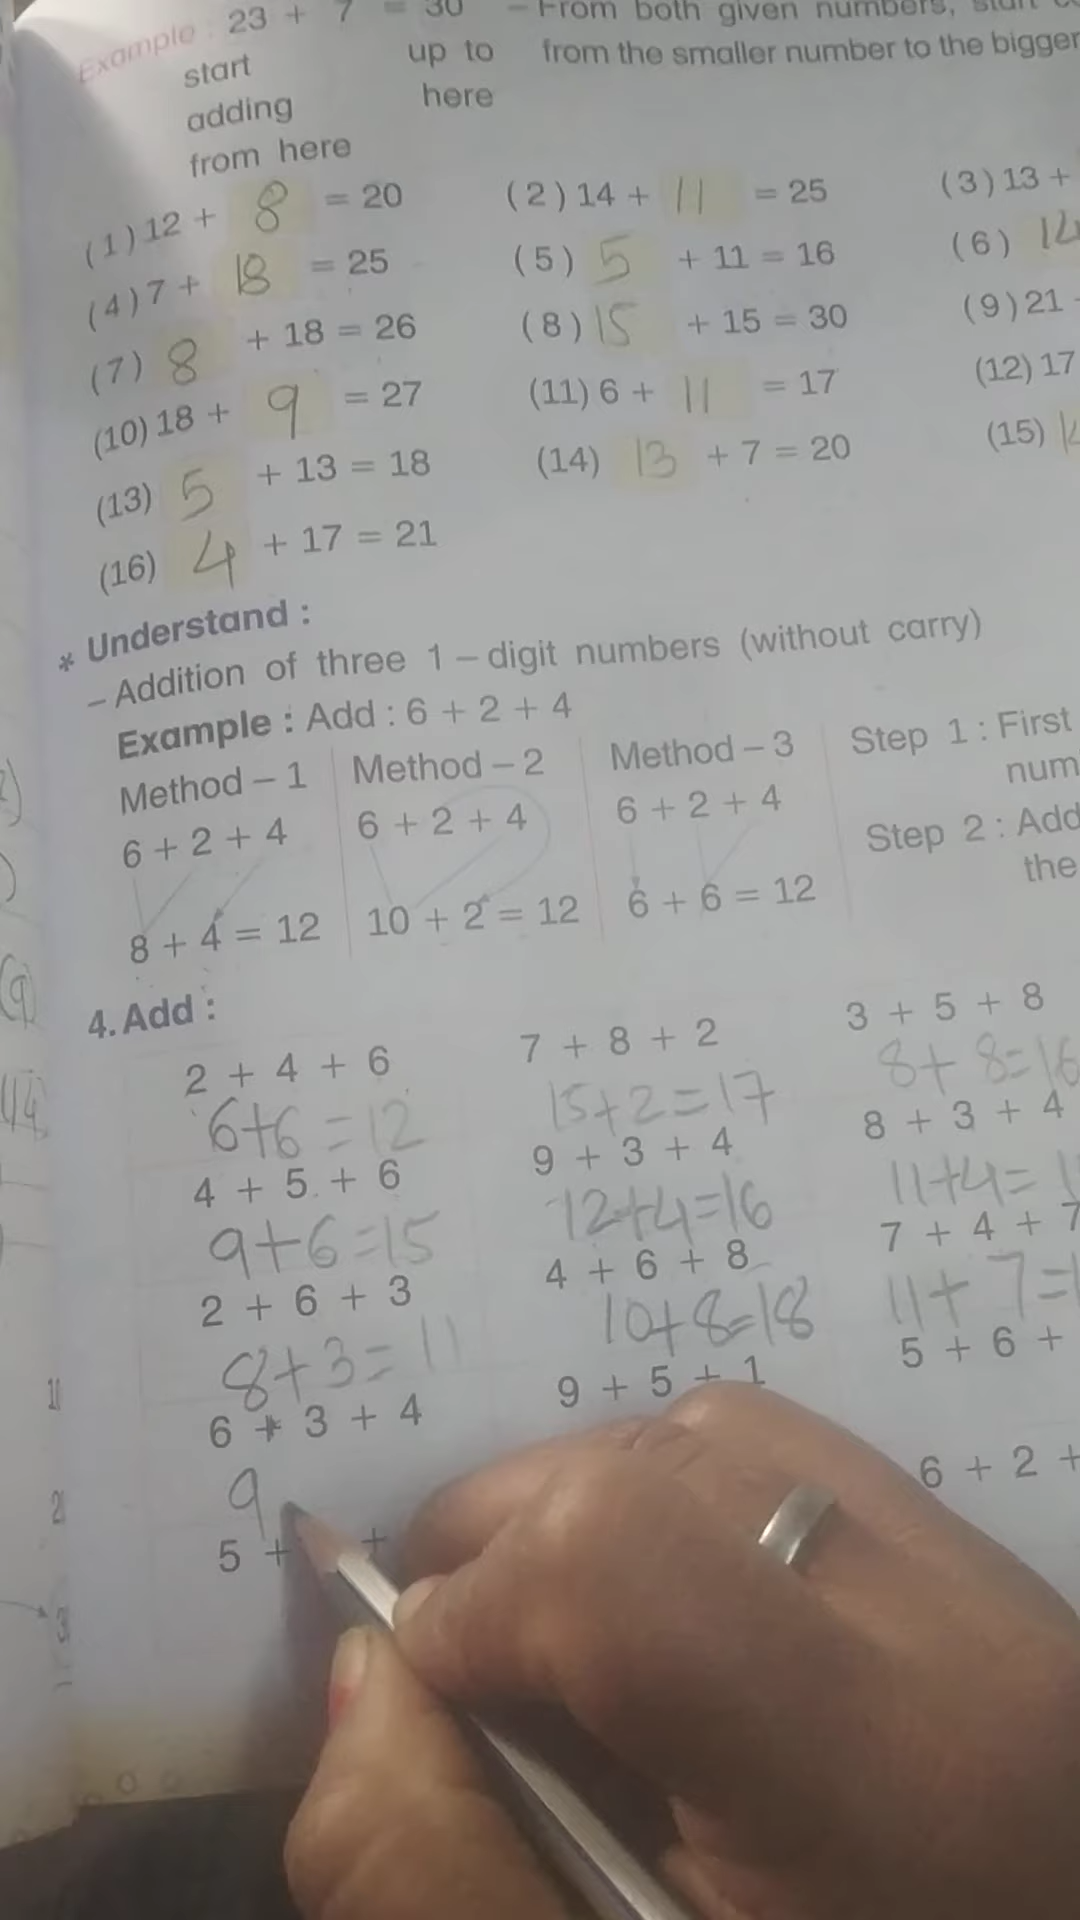 Example : 23 + 7 = 30 – From both given numbers, start
start up to from the smaller number to the bigger
adding here
from here
(1) 12 + 8 = 20 (2) 14 + 11 = 25 (3) 13 +
(4) 7 + 18 = 25 (5) 5 + 11 = 16 (6) 14
(7) 8 + 18 = 26 (8) 15 + 15 = 30 (9) 21
(10) 18 + 9 = 27 (11) 6 + 11 = 17 (12) 17
(13) 5 + 13 = 18 (14) 13 + 7 = 20 (15)
(16) 4 + 17 = 21
* Understand :
– Addition of three 1 – digit numbers (without carry)
Example : Add : 6 + 2 + 4
Method – 1 Method – 2 Method – 3 Step 1 : First
num
6 + 2 + 4 6 + 2 + 4 6 + 2 + 4 Step 2 : Add
the
8 + 4 = 12 10 + 2 = 12 6 + 6 = 12
4. Add :
2 + 4 + 6 7 + 8 + 2 3 + 5 + 8
6+6 = 12 15+2=17 8+8=16
4 + 5 + 6 9 + 3 + 4 8 + 3 + 4
9+6=15 12+4=16 11+4=
2 + 6 + 3 4 + 6 + 8 7 + 4 + 7
8+3=11 10+8=18 11+7=
6 + 3 + 4 9 + 5 + 1 5 + 6 +
9 6 + 2 +
5 + +